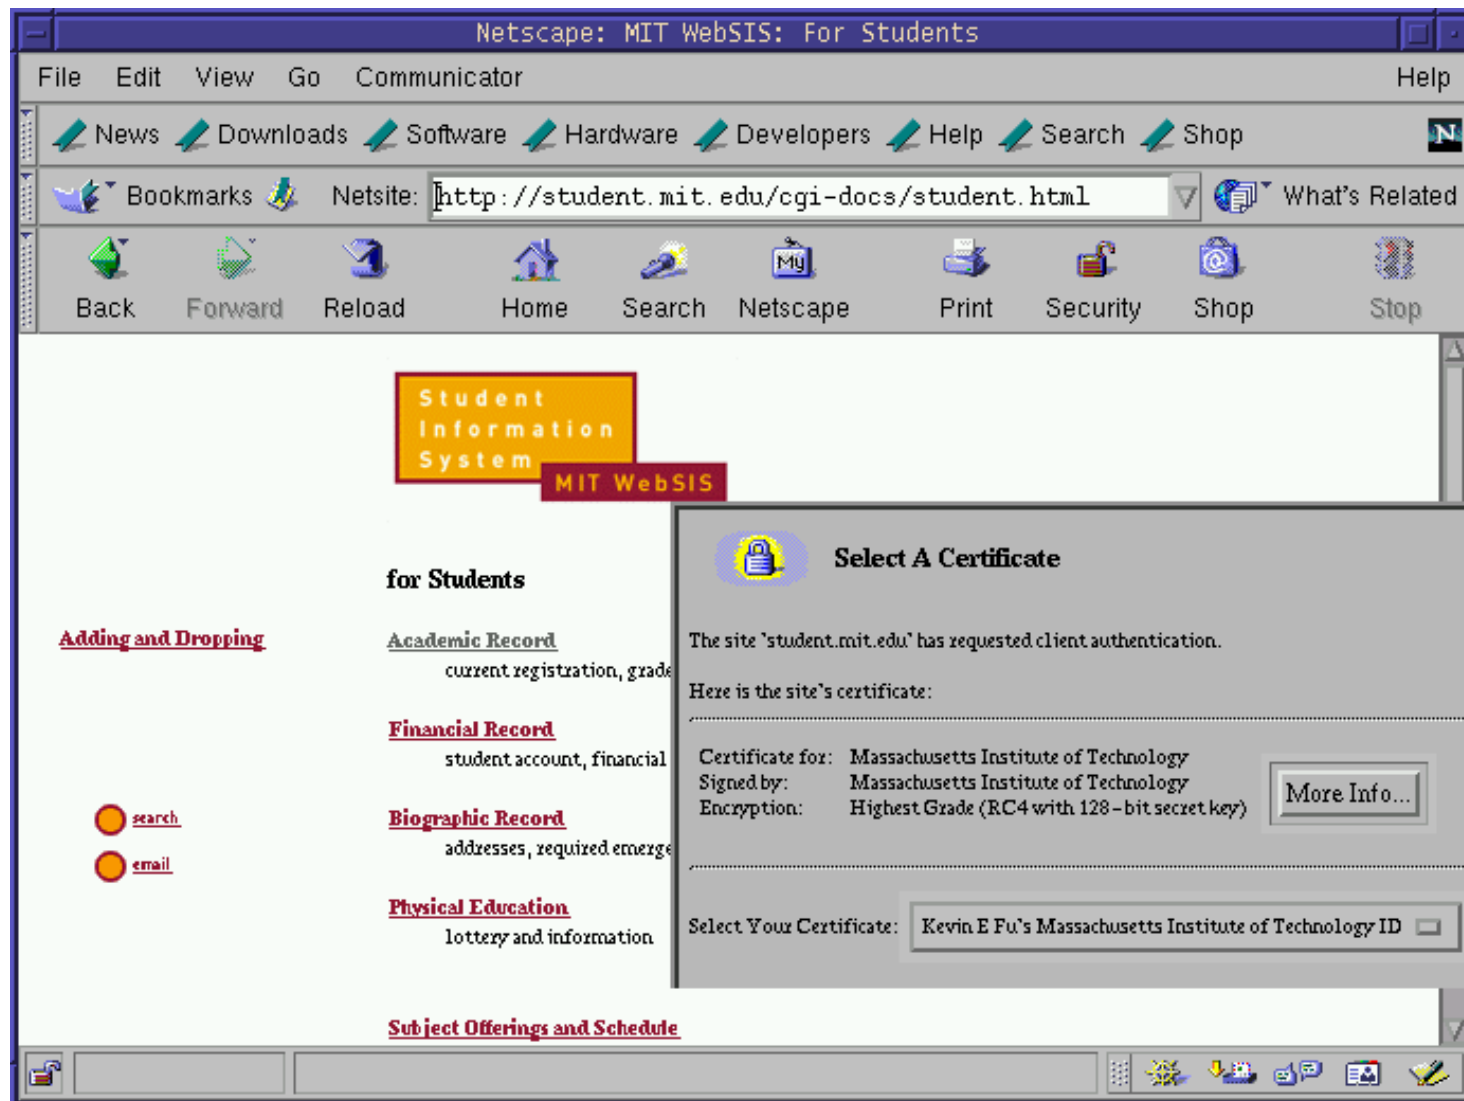 Netscape: MIT WebSIS: For Students
File Edit View Go Communicator Help
News Downloads Software Hardware Developers Help Search Shop
N
Bookmarks Netsite: http://student.mit.edu/cgi-docs/student.html What's Related
My
Back Forward Reload Home Search Netscape Print Security Shop Stop
Student
Information
System
MIT WebSIS
for Students
Adding and Dropping
search
email
Academic Record
current registration, grade
Financial Record
student account, financial
Biographic Record
addresses, required emerge
Physical Education
lottery and information
Subject Offerings and Schedule
Select A Certificate
The site 'student.mit.edu' has requested client authentication.
Here is the site's certificate:
Certificate for: Massachusetts Institute of Technology
Signed by: Massachusetts Institute of Technology
Encryption: Highest Grade (RC4 with 128-bit secret key)
More Info...
Select Your Certificate: Kevin E Fu's Massachusetts Institute of Technology ID